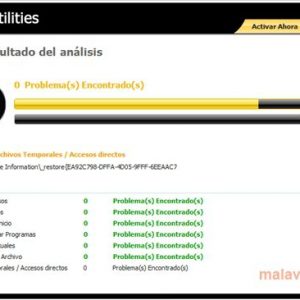 tilities
Activar Ahora
sultado del análisis
0 Problema(s) Encontrado(s)
rchivos Temporales / Accesos directos
e Information\_restore{EA92C798-DFFA-4D05-9FFF-6EEAAC7
os 0 Problema(s) Encontrado(s)
s 0 Problema(s) Encontrado(s)
nicio 0 Problema(s) Encontrado(s)
ar Programas 0 Problema(s) Encontrado(s)
uales 0 Problema(s) Encontrado(s)
Archivo 0 Problema(s) Encontrado(s)
rales / Accesos directos 0 Problema(s) Encontrado(s)
malav